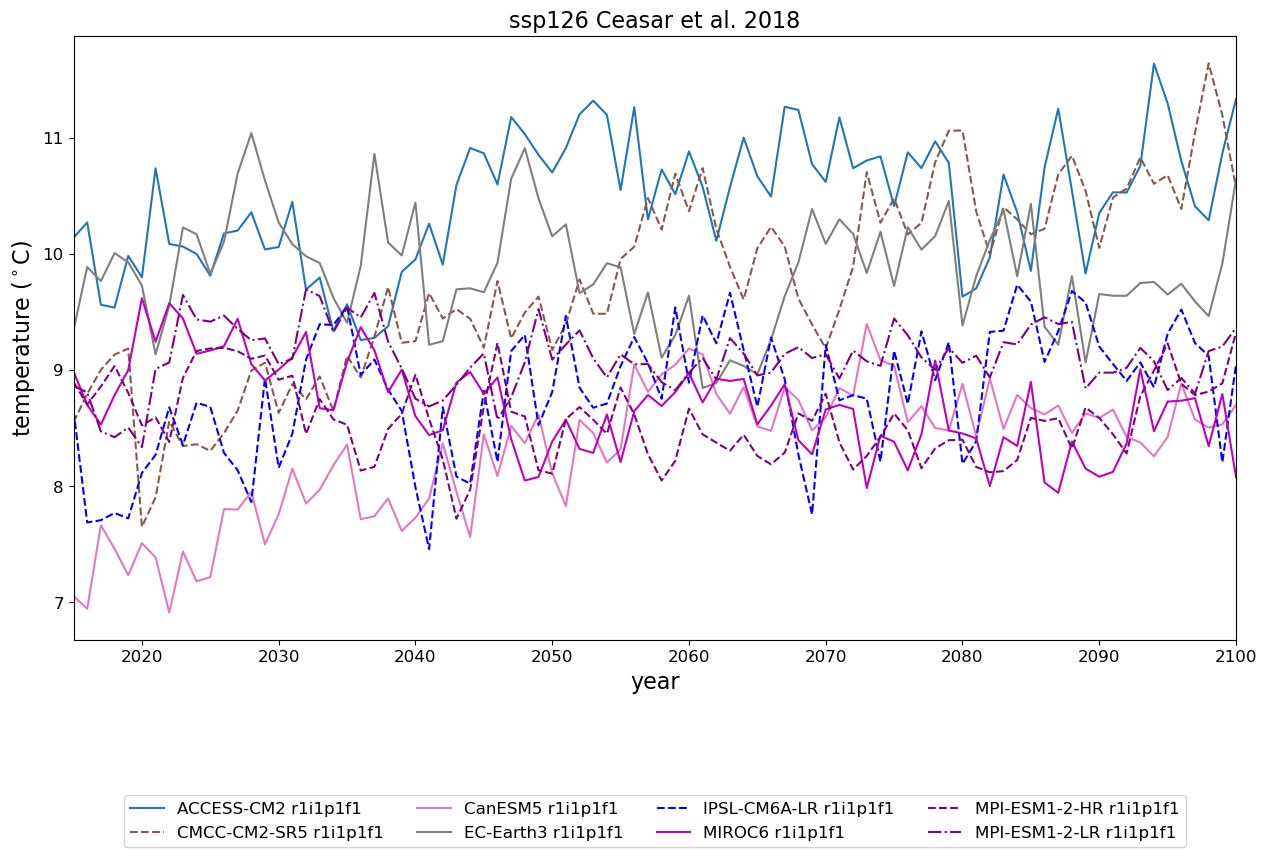 ssp126 Ceasar et al. 2018
temperature (°C)
11
10
9
8
7
2020 2030 2040 2050 2060 2070 2080 2090 2100
year
ACCESS-CM2 r1i1p1f1 CanESM5 r1i1p1f1 IPSL-CM6A-LR r1i1p1f1 MPI-ESM1-2-HR r1i1p1f1
CMCC-CM2-SR5 r1i1p1f1 EC-Earth3 r1i1p1f1 MIROC6 r1i1p1f1 MPI-ESM1-2-LR r1i1p1f1